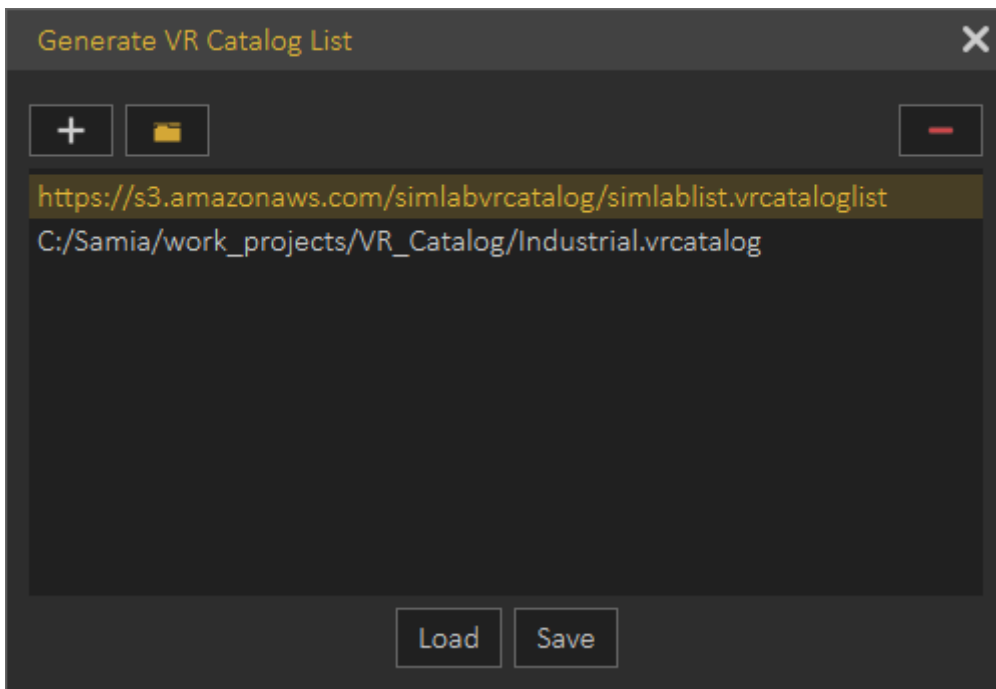 Generate VR Catalog List
https://s3.amazonaws.com/simlabvrcatalog/simlablist.vrcataloglist
C:/Samia/work_projects/VR_Catalog/Industrial.vrcatalog
Load Save